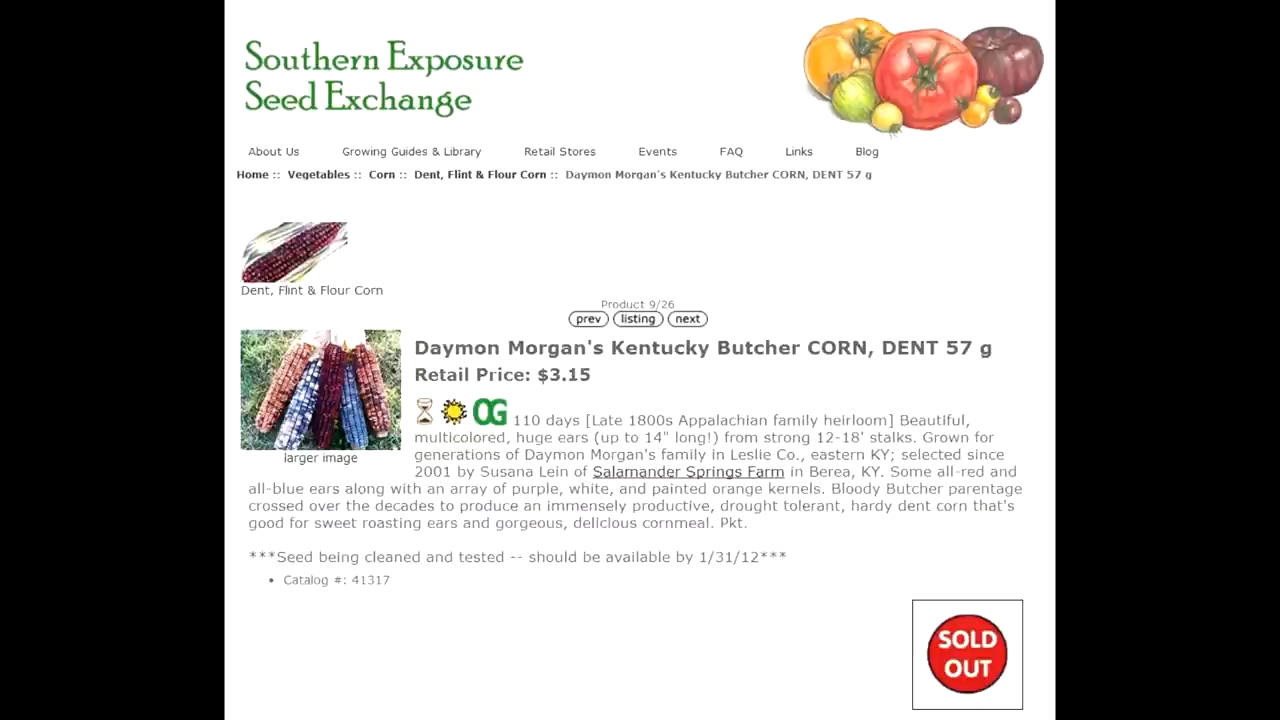 Southern Exposure
Seed Exchange
About Us Growing Guides & Library Retail Stores Events FAQ Links Blog
Home :: Vegetables :: Corn :: Dent, Flint & Flour Corn :: Daymon Morgan's Kentucky Butcher CORN, DENT 57 g
Dent, Flint & Flour Corn
Product 9/26
prev listing next
Daymon Morgan's Kentucky Butcher CORN, DENT 57 g
Retail Price: $3.15
OG 110 days [Late 1800s Appalachian family heirloom] Beautiful,
multicolored, huge ears (up to 14" long!) from strong 12-18' stalks. Grown for
generations of Daymon Morgan's family in Leslie Co., eastern KY; selected since
larger image
2001 by Susana Lein of Salamander Springs Farm in Berea, KY. Some all-red and
all-blue ears along with an array of purple, white, and painted orange kernels. Bloody Butcher parentage
crossed over the decades to produce an immensely productive, drought tolerant, hardy dent corn that's
good for sweet roasting ears and gorgeous, delicious cornmeal. Pkt.
***Seed being cleaned and tested -- should be available by 1/31/12***
• Catalog #: 41317
SOLD
OUT